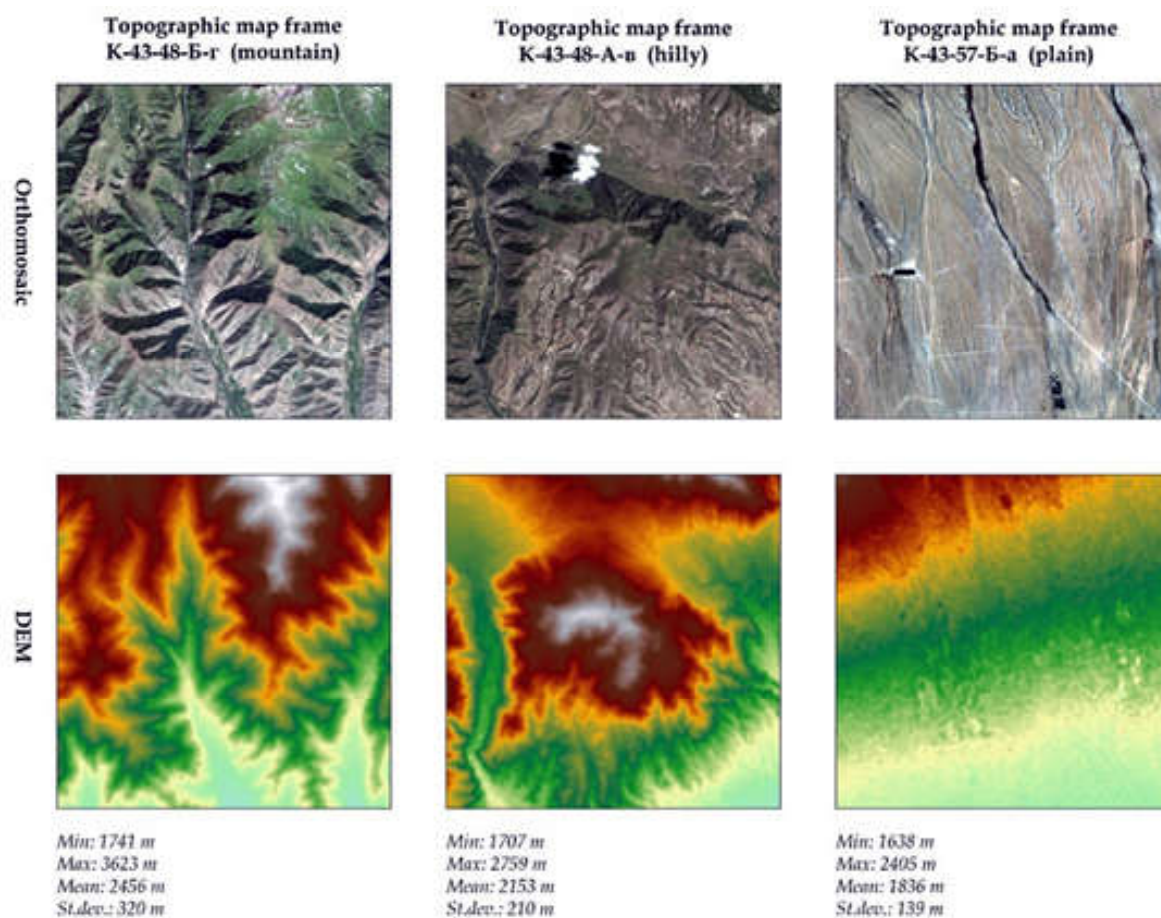 Topographic map frame
К-43-48-Б-г (mountain)
Topographic map frame
К-43-48-А-в (hilly)
Topographic map frame
К-43-57-Б-а (plain)
Orthomosaic
DEM
Min: 1741 m
Max: 3623 m
Mean: 2456 m
St.dev.: 320 m
Min: 1707 m
Max: 2759 m
Mean: 2153 m
St.dev.: 210 m
Min: 1638 m
Max: 2405 m
Mean: 1836 m
St.dev.: 139 m